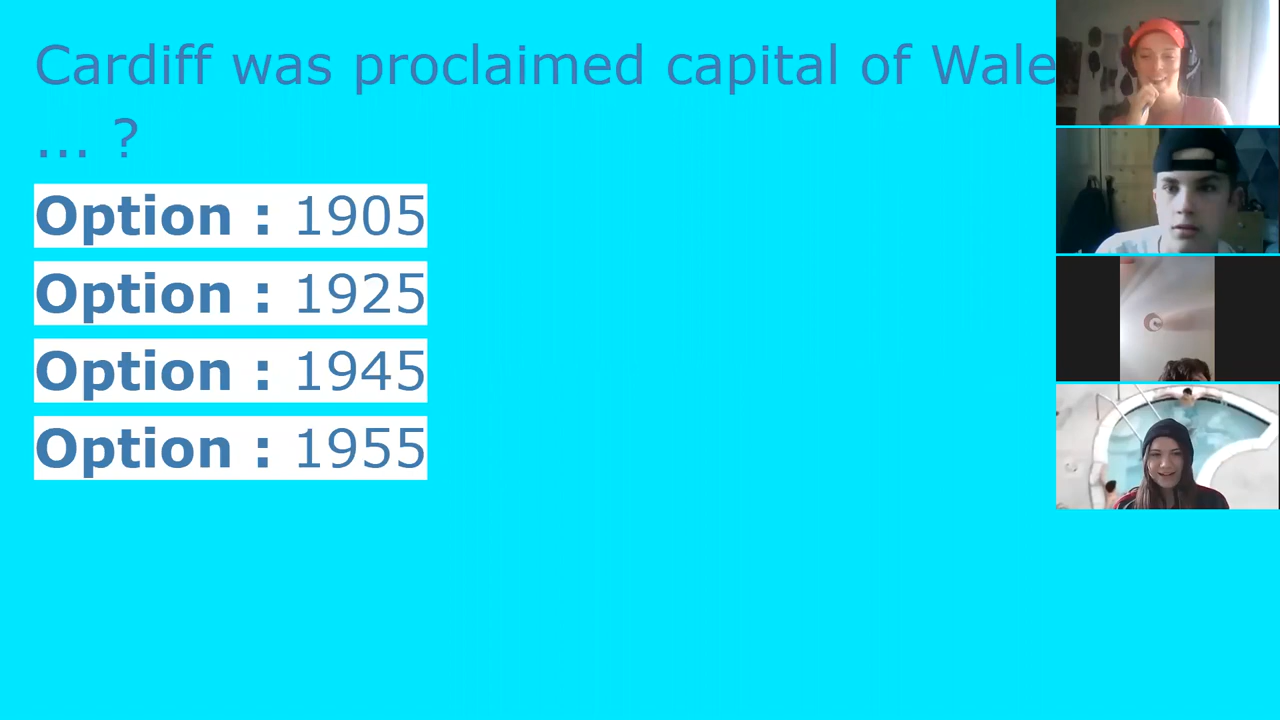 Cardiff was proclaimed capital of Wale
... ?
Option : 1905
Option : 1925
Option : 1945
Option : 1955